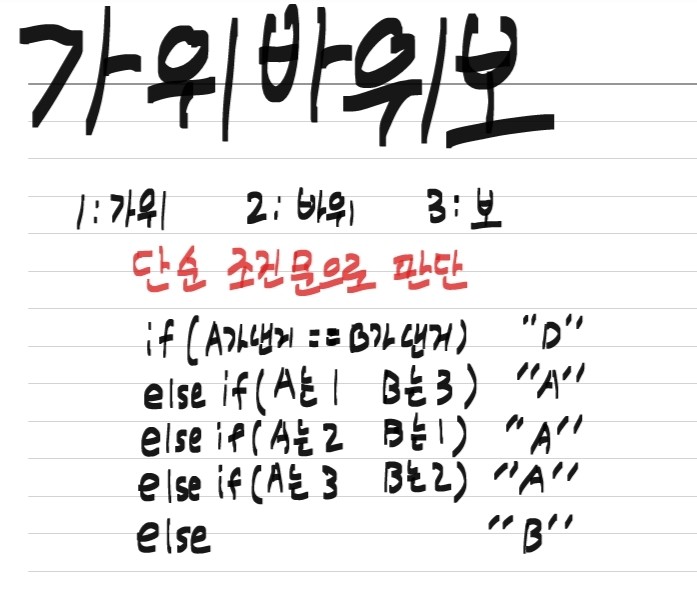 가위바위보
1:가위 2:바위 3:보
단순 조건문으로 판단
if(A가낸게 == B가낸거) "D"
else if(A는 1 B는 3) "A"
else if(A는 2 B는 1) "A"
else if(A는 3 B는 2) "A"
else "B"